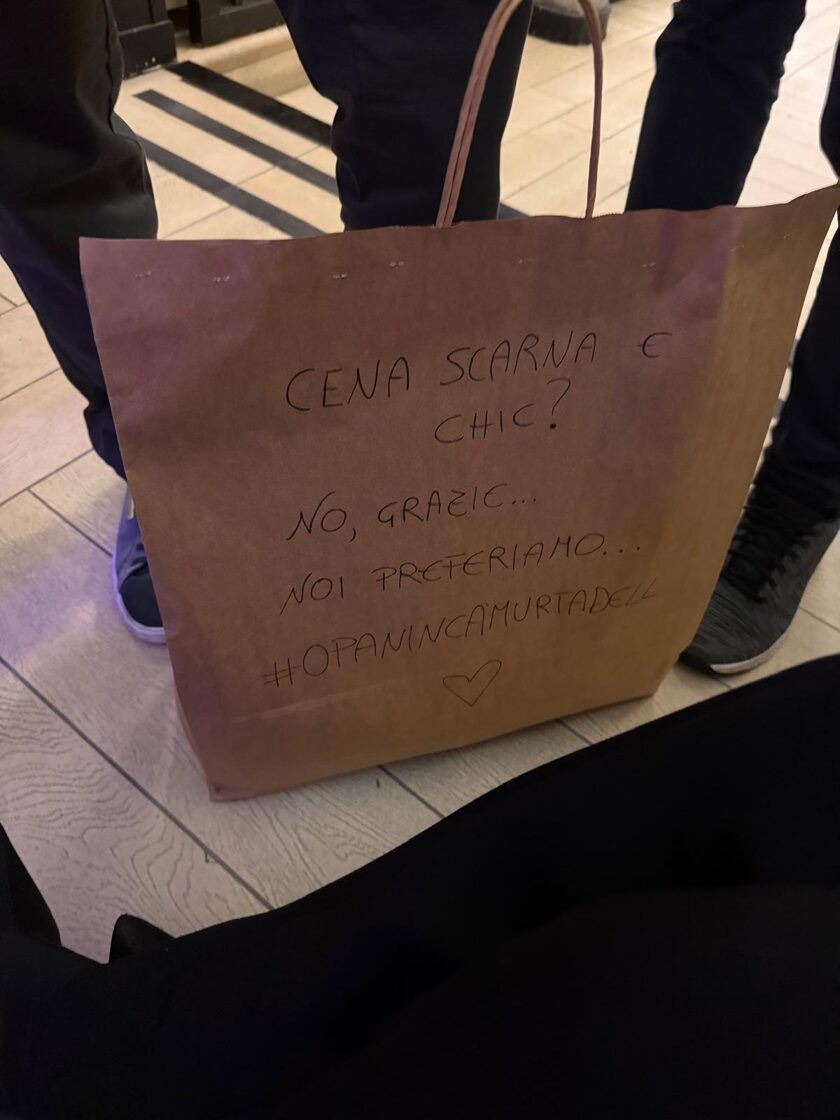 CENA SCARNA E
CHIC?
NO, GRAZIE...
NOI PREFERIAMO...
#OPANINCAMURTADELL